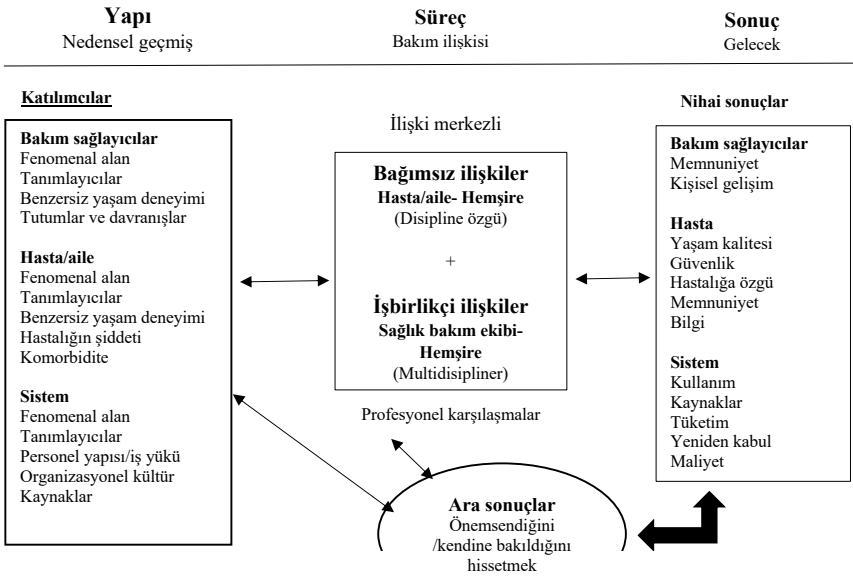 Yapı
Nedensel geçmiş
Süreç
Bakım ilişkisi
Sonuç
Gelecek
Katılımcılar
Bakım sağlayıcılar
Fenomenal alan
Tanımlayıcılar
Benzersiz yaşam deneyimi
Tutumlar ve davranışlar
Hasta/aile
Fenomenal alan
Tanımlayıcılar
Benzersiz yaşam deneyimi
Hastalığın şiddeti
Komorbidite
Sistem
Fenomenal alan
Tanımlayıcılar
Personel yapısı/iş yükü
Organizasyonel kültür
Kaynaklar
İlişki merkezli
Bağımsız ilişkiler
Hasta/aile- Hemşire
(Disipline özgü)
+
İşbirlikçi ilişkiler
Sağlık bakım ekibi-
Hemşire
(Multidisipliner)
Profesyonel karşılaşmalar
Ara sonuçlar
Önemsendiğini
/kendine bakıldığını
hissetmek
Nihai sonuçlar
Bakım sağlayıcılar
Memnuniyet
Kişisel gelişim
Hasta
Yaşam kalitesi
Güvenlik
Hastalığa özgü
Memnuniyet
Bilgi
Sistem
Kullanım
Kaynaklar
Tüketim
Yeniden kabul
Maliyet